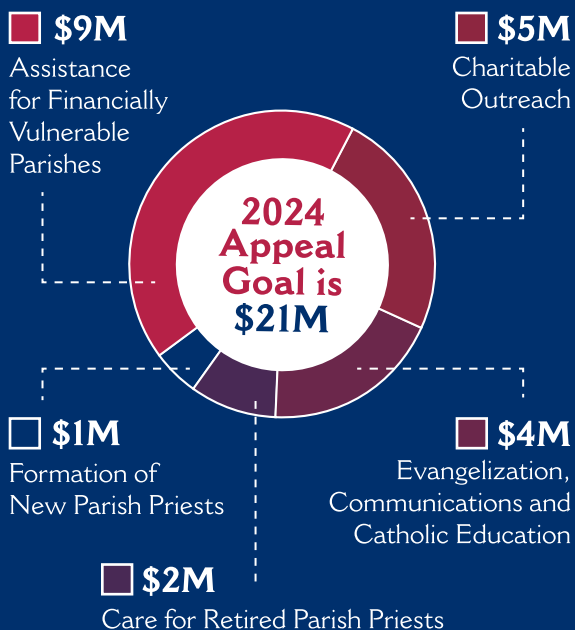 $9M
Assistance
for Financially
Vulnerable
Parishes
$5M
Charitable
Outreach
2024
Appeal
Goal is
$21M
$1M
Formation of
New Parish Priests
$4M
Evangelization,
Communications and
Catholic Education
$2M
Care for Retired Parish Priests